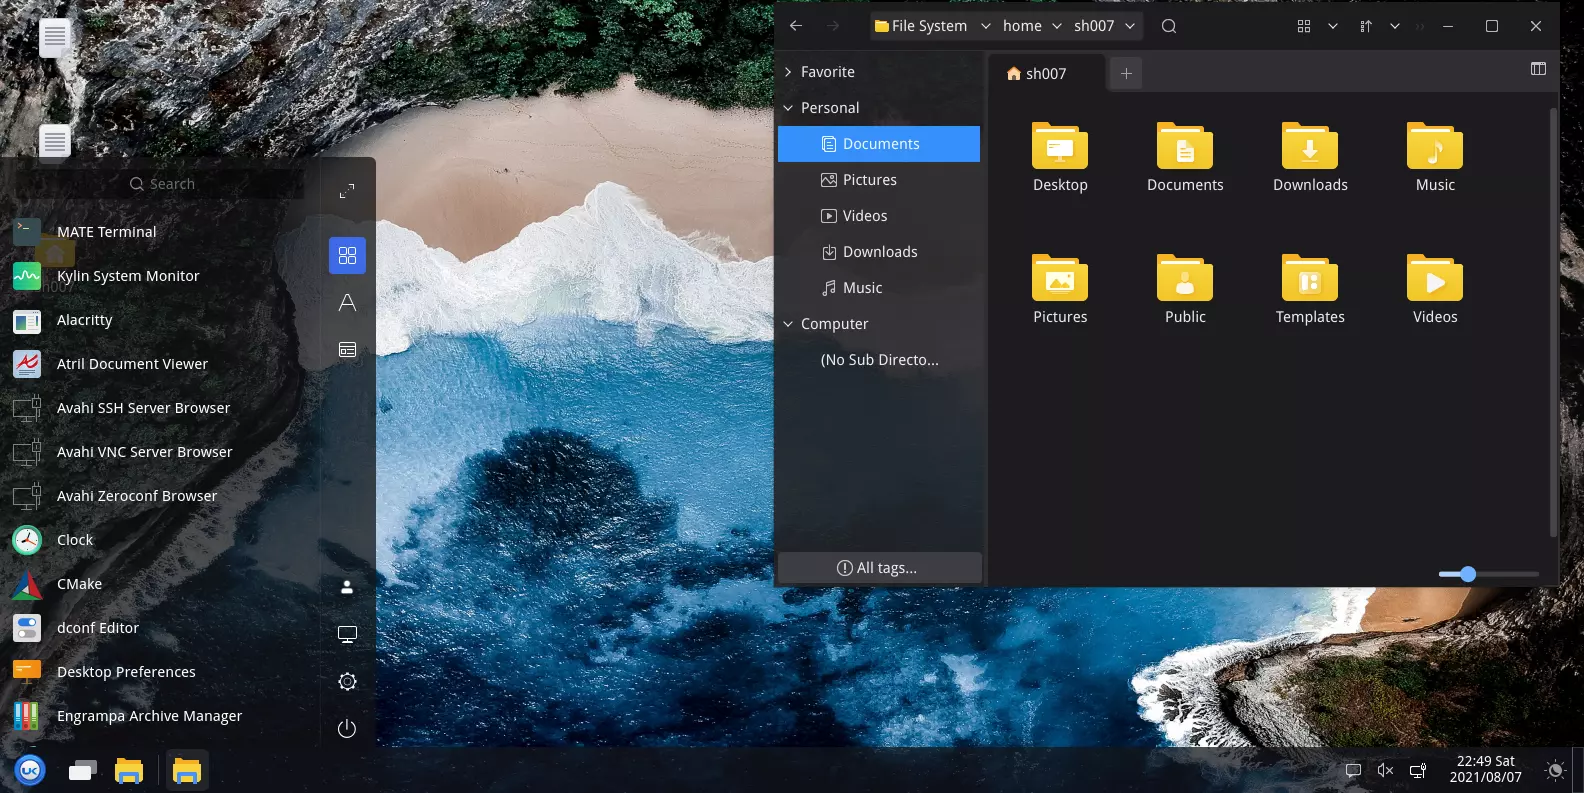 File System
home
sh007
Favorite
Personal
Documents
Pictures
Videos
Downloads
Music
Computer
(No Sub Directo...
All tags...
sh007
Desktop
Documents
Downloads
Music
Pictures
Public
Templates
Videos
Search
MATE Terminal
Kylin System Monitor
sh007
Alacritty
Atril Document Viewer
Avahi SSH Server Browser
Avahi VNC Server Browser
Avahi Zeroconf Browser
Clock
CMake
dconf Editor
Desktop Preferences
Engrampa Archive Manager
UK
22:49 Sat
2021/08/07